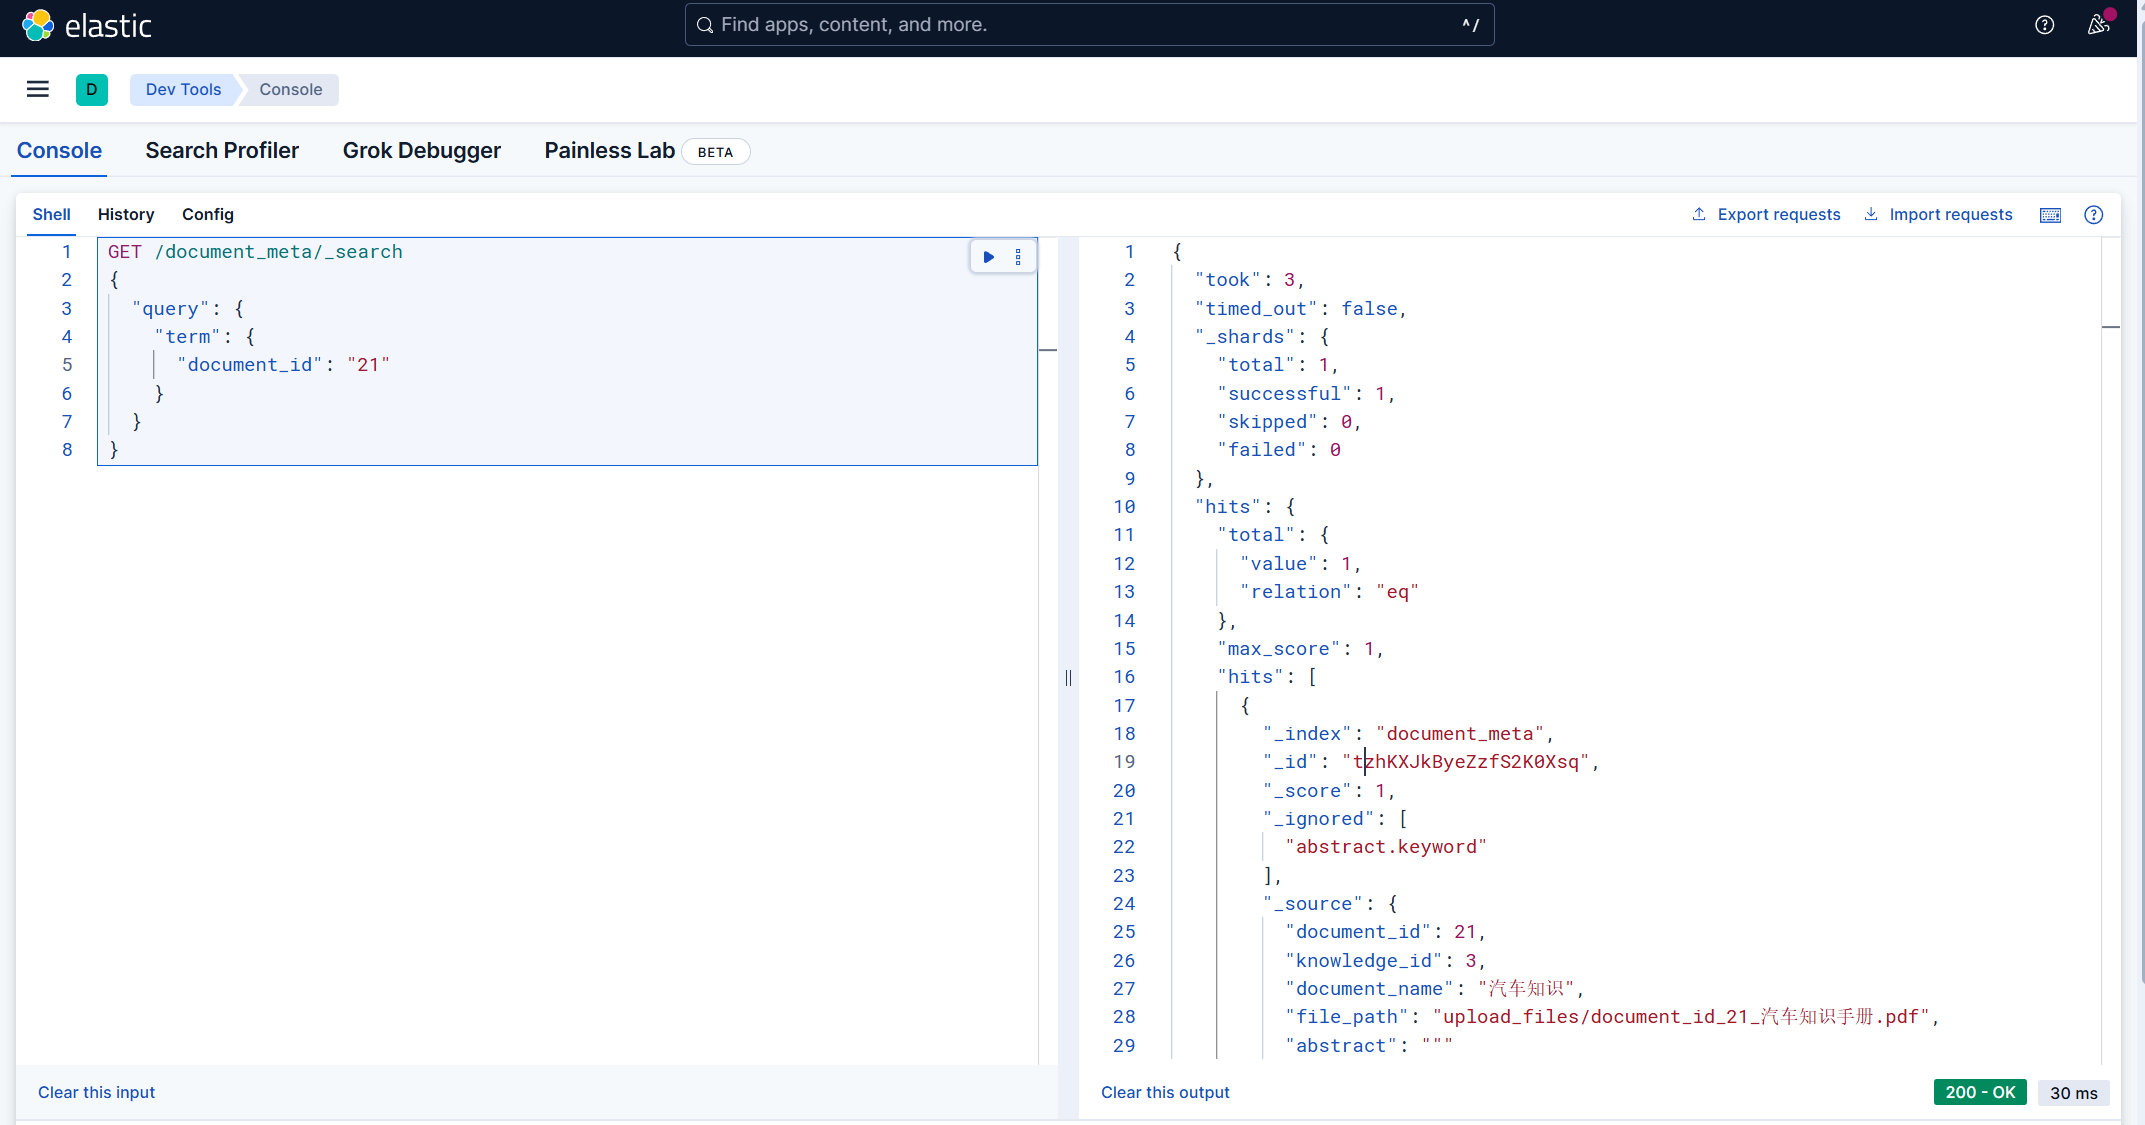 elastic
Find apps, content, and more.
^ /
D
Dev Tools
Console
Console
Search Profiler
Grok Debugger
Painless Lab
BETA
Shell
History
Config
Export requests
Import requests
1 GET /document_meta/_search
2 {
3 "query": {
4 "term": {
5 "document_id": "21"
6 }
7 }
8 }
1 {
2 "took": 3,
3 "timed_out": false,
4 "_shards": {
5 "total": 1,
6 "successful": 1,
7 "skipped": 0,
8 "failed": 0
9 },
10 "hits": {
11 "total": {
12 "value": 1,
13 "relation": "eq"
14 },
15 "max_score": 1,
16 "hits": [
17 {
18 "_index": "document_meta",
19 "_id": "tzhKXJkByeZzfS2K0Xsq",
20 "_score": 1,
21 "_ignored": [
22 "abstract.keyword"
23 ],
24 "_source": {
25 "document_id": 21,
26 "knowledge_id": 3,
27 "document_name": "汽车知识",
28 "file_path": "upload_files/document_id_21_汽车知识手册.pdf",
29 "abstract": """
Clear this input
Clear this output
200 - OK
30 ms